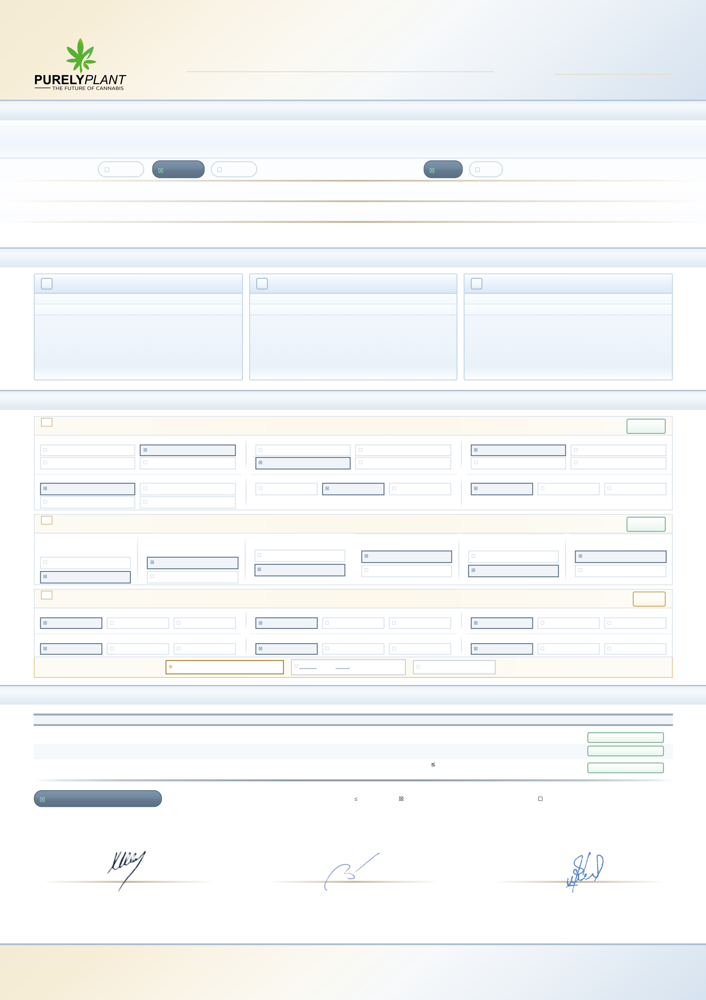 PURELYPLANT
THE FUTURE OF CANNABIS
☐ ☒ ☐ ☒ ☐
☐ ☒ ☐ ☐ ☒ ☐
☐ ☐ ☒ ☐ ☐ ☐
☒ ☐ ☐ ☒ ☐ ☒ ☐ ☐
☐ ☐
☐ ☒ ☐ ☒ ☐ ☒
☒ ☐ ☒ ☐ ☒ ☐
☒ ☐ ☐ ☒ ☐ ☐ ☒ ☐ ☐
☒ ☐ ☐ ☒ ☐ ☐ ☒ ☐ ☐
☒ ☐ ☐
≤
☒ ≤ ☒ ☐